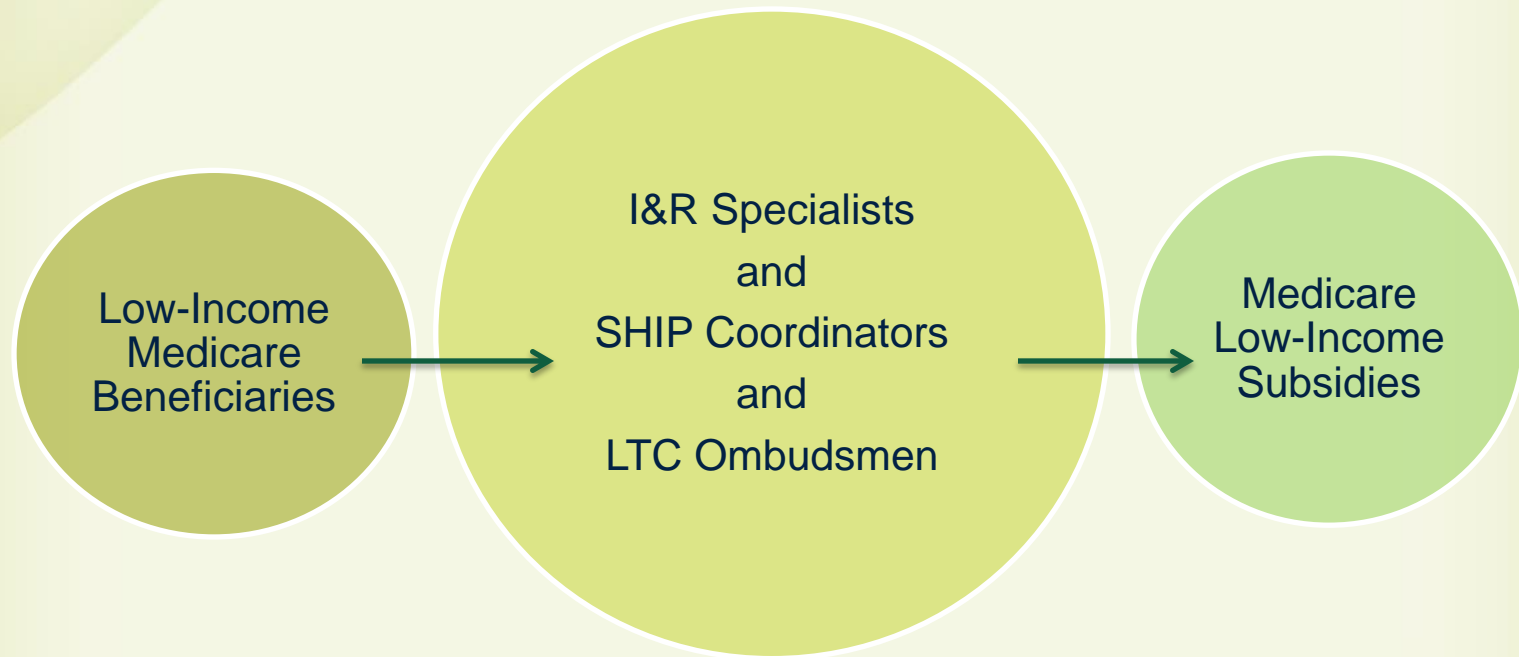 Low-Income
Medicare
Beneficiaries
I&R Specialists
and
SHIP Coordinators
and
LTC Ombudsmen
Medicare
Low-Income
Subsidies